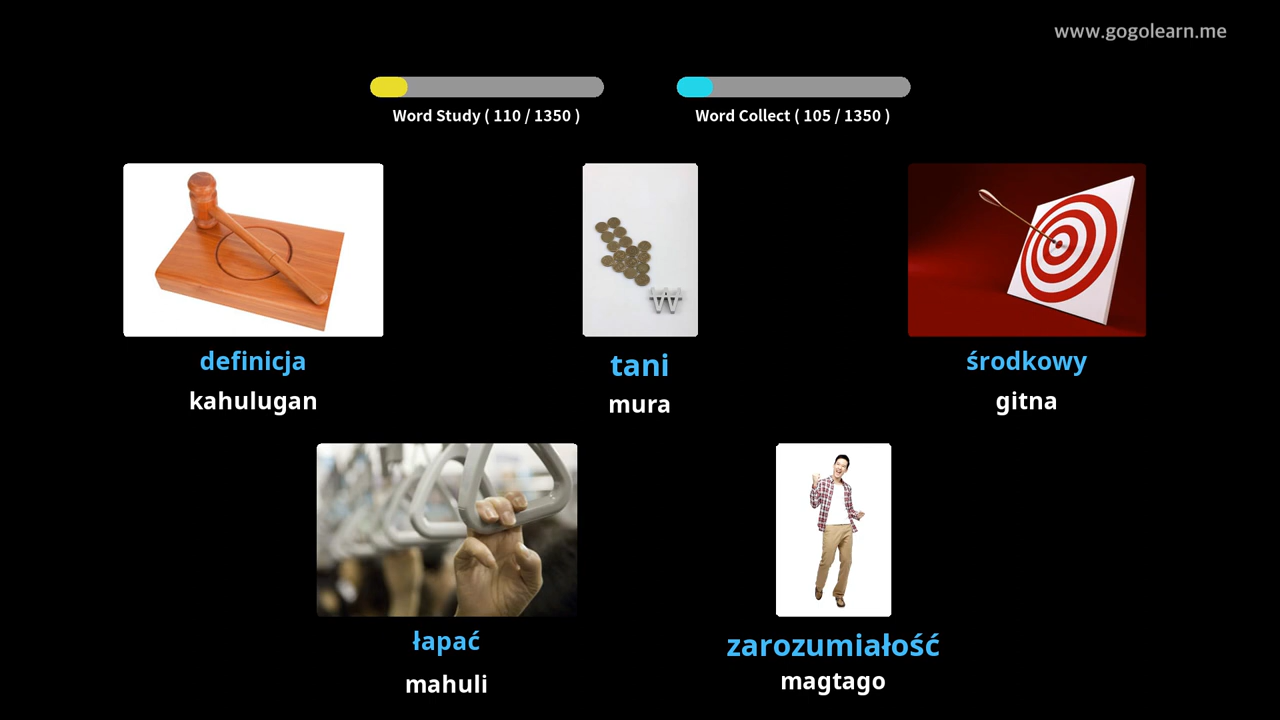 www.gogolearn.me
Word Study ( 110 / 1350 )
Word Collect ( 105 / 1350 )
definicja
kahulugan
tani
mura
środkowy
gitna
łapać
mahuli
zarozumiałość
magtago